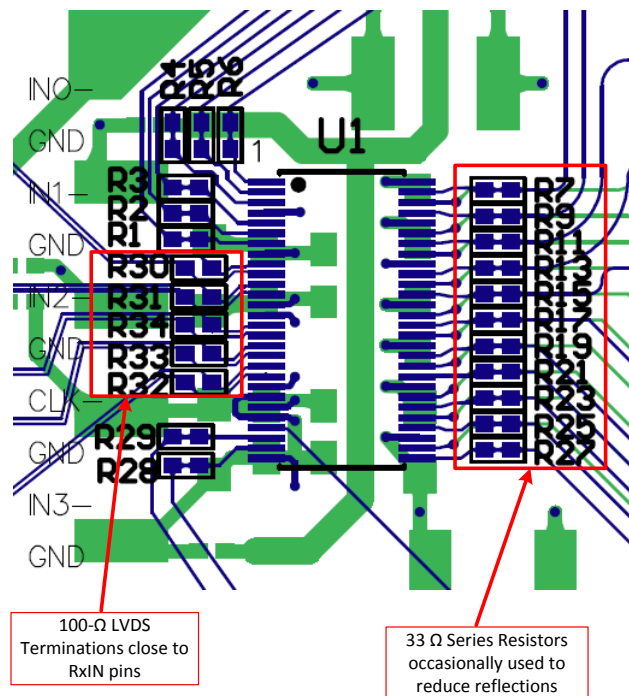 R4
R5
R6
IN0-
GND
U1
1
IN1-
R3
R2
GND
R1
R30
IN2-
R31
R34
GND
R33
CLK-
R32
GND
R29
R28
IN3-
GND
R7
R9
R11
R13
R15
R17
R19
R21
R23
R25
R27
100-Ω LVDS
Terminations close to
RxIN pins
33 Ω Series Resistors
occasionally used to
reduce reflections